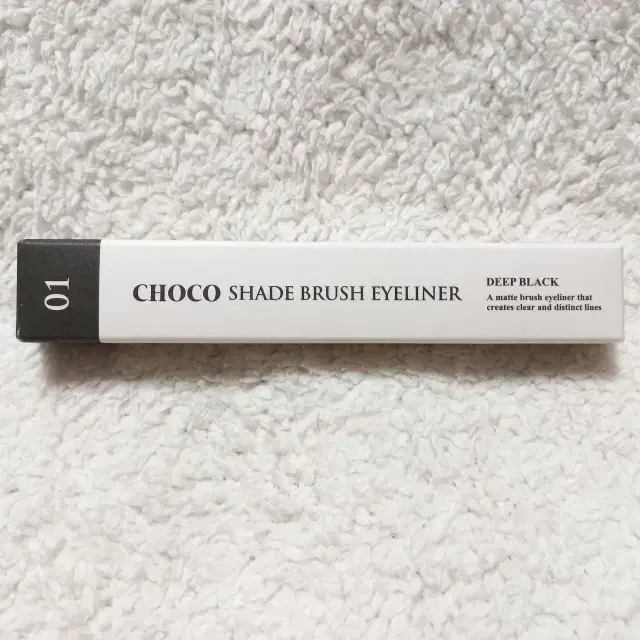 01
CHOCO SHADE BRUSH EYELINER
DEEP BLACK
A matte brush eyeliner that
creates clear and distinct lines